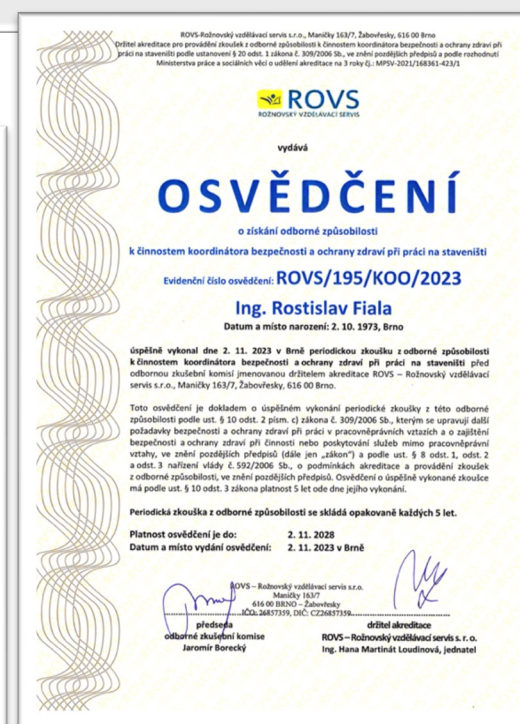 ROVS-Rožnovský vzdělávací servis s.r.o., Maničky 163/7, Žabovřesky, 616 00 Brno
Držitel akreditace pro provádění zkoušek z odborné způsobilosti k činnostem koordinátora bezpečnosti a ochrany zdraví při
práci na staveništi podle ustanovení § 20 odst. 1 zákona č. 309/2006 Sb., ve znění pozdějších předpisů a podle rozhodnutí
Ministerstva práce a sociálních věcí o udělení akreditace na 3 roky čj.: MPSV-2021/168361-423/1
ROVS
ROŽNOVSKÝ VZDĚLÁVACÍ SERVIS
vydává
OSVĚDČENÍ
o získání odborné způsobilosti
k činnostem koordinátora bezpečnosti a ochrany zdraví při práci na staveništi
Evidenční číslo osvědčení: ROVS/195/KOO/2023
Ing. Rostislav Fiala
Datum a místo narození: 2. 10. 1973, Brno
úspěšně vykonal dne 2. 11. 2023 v Brně periodickou zkoušku z odborné způsobilosti
k činnostem koordinátora bezpečnosti a ochrany zdraví při práci na staveništi před
odbornou zkušební komisí jmenovanou držitelem akreditace ROVS – Rožnovský vzdělávací
servis s.r.o., Maničky 163/7, Žabovřesky, 616 00 Brno.
Toto osvědčení je dokladem o úspěšném vykonání periodické zkoušky z této odborné
způsobilosti podle ust. § 10 odst. 2 písm. c) zákona č. 309/2006 Sb., kterým se upravují další
požadavky bezpečnosti a ochrany zdraví při práci v pracovněprávních vztazích a o zajištění
bezpečnosti a ochrany zdraví při činnosti nebo poskytování služeb mimo pracovněprávní
vztahy, ve znění pozdějších předpisů (dále jen „zákon“) a podle ust. § 8 odst. 1, odst. 2
a odst. 3 nařízení vlády č. 592/2006 Sb., o podmínkách akreditace a provádění zkoušek
z odborné způsobilosti, ve znění pozdějších předpisů. Osvědčení o úspěšně vykonané zkoušce
má podle ust. § 10 odst. 3 zákona platnost 5 let ode dne jejího vykonání.
Periodická zkouška z odborné způsobilosti se skládá opakovaně každých 5 let.
Platnost osvědčení je do: 2. 11. 2028
Datum a místo vydání osvědčení: 2. 11. 2023 v Brně
ROVS – Rožnovský vzdělávací servis s.r.o.
Maničky 163/7
616 00 BRNO – Žabovřesky
IČO: 26857359, DIČ: CZ26857359
předseda
odborné zkušební komise
Jaromír Borecký
držitel akreditace
ROVS – Rožnovský vzdělávací servis s. r. o.
Ing. Hana Martinát Loudinová, jednatel